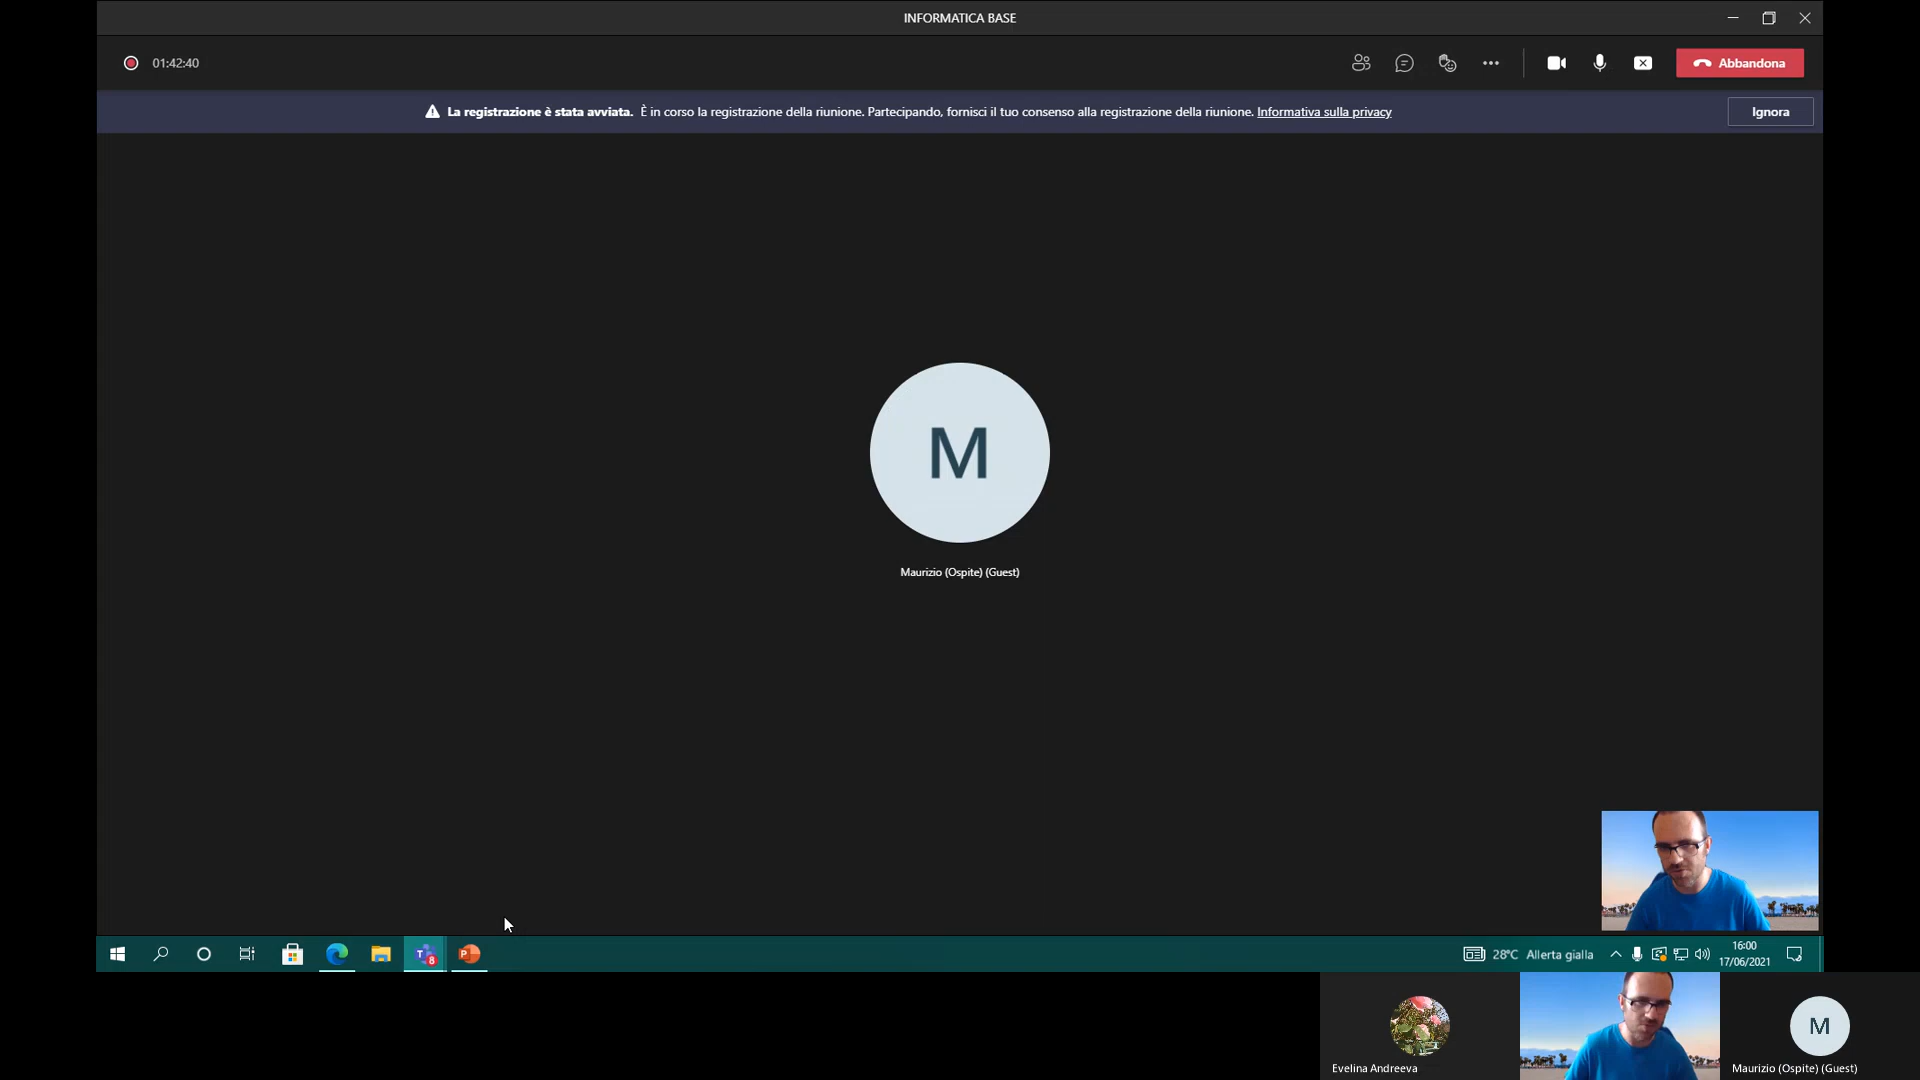 INFORMATICA BASE
01:42:40
Abbandona
La registrazione è stata avviata. È in corso la registrazione della riunione. Partecipando, fornisci il tuo consenso alla registrazione della riunione. Informativa sulla privacy
Ignora
M
Maurizio (Ospite) (Guest)
T 8
P
28°C Allerta gialla
16:00
17/06/2021
M
Evelina Andreeva
Maurizio (Ospite) (Guest)